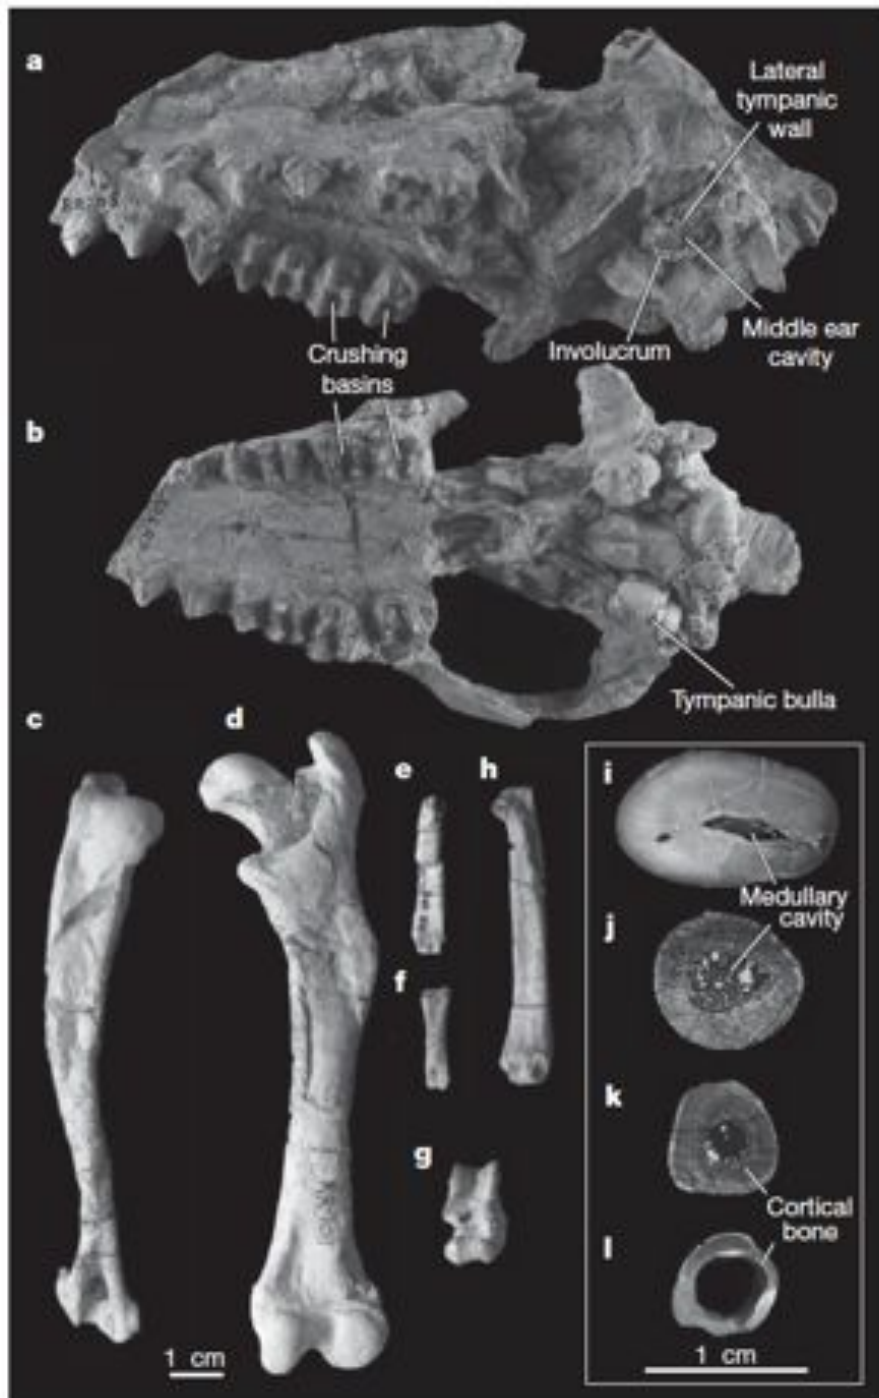 a
Lateral
tympanic
wall
Crushing
basins
Involucrum
Middle ear
cavity
b
Tympanic bulla
c
d
e
h
i
Medullary
cavity
j
f
k
g
Cortical
bone
l
1 cm
1 cm